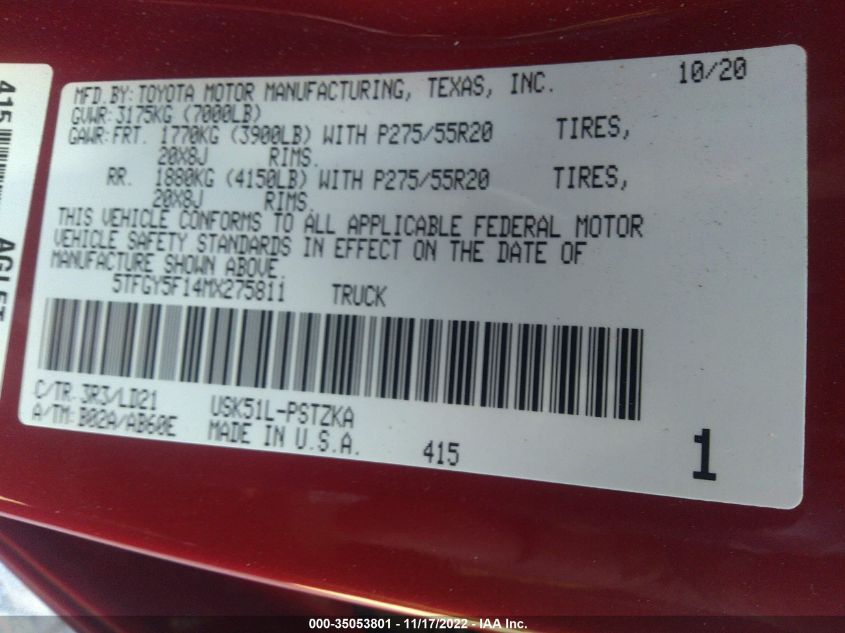 MFD.BY: TOYOTA MOTOR MANUFACTURING, TEXAS, INC. 10/20
GVWR: 3175KG (7000LB)
GAWR: FRT. 1770KG (3900LB) WITH P275/55R20 TIRES,
20X8J RIMS.
RR. 1880KG (4150LB) WITH P275/55R20 TIRES,
20X8J RIMS.
THIS VEHICLE CONFORMS TO ALL APPLICABLE FEDERAL MOTOR
VEHICLE SAFETY STANDARDS IN EFFECT ON THE DATE OF
MANUFACTURE SHOWN ABOVE.
5TFGY5F14MX275811 TRUCK
C/TR: 3R3/LD21 USK51L-PSTZKA
A/TM: B02A/AB60E MADE IN U.S.A. 415 1
415
000-35053801 - 11/17/2022 - IAA Inc.